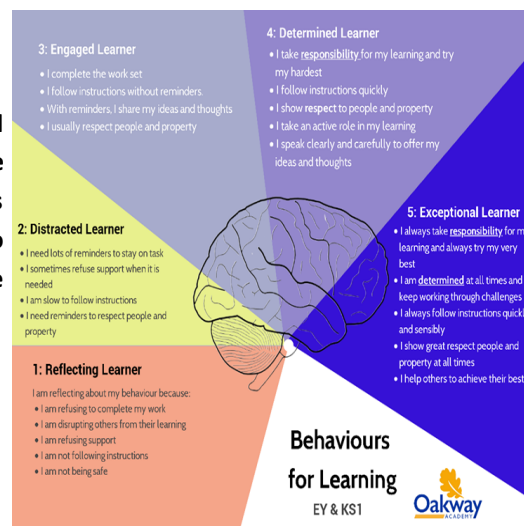 3: Engaged Learner
• I complete the work set
• I follow instructions without reminders.
• With reminders, I share my ideas and thoughts
• I usually respect people and property
4: Determined Learner
• I take responsibility for my learning and try
my hardest
• I follow instructions quickly
• I show respect to people and property
• I take an active role in my learning
• I speak clearly and carefully to offer my
ideas and thoughts
2: Distracted Learner
• I need lots of reminders to stay on task
• I sometimes refuse support when it is
needed
• I am slow to follow instructions
• I need reminders to respect people and
property
5: Exceptional Learner
• I always take responsibility for m
learning and always try my very
best
• I am determined at all times and
keep working through challenges
• I always follow instructions quickl
and sensibly
• I show great respect people and
property at all times
• I help others to achieve their best
1: Reflecting Learner
I am reflecting about my behaviour because:
• I am refusing to complete my work
• I am disrupting others from their learning
• I am refusing support
• I am not following instructions
• I am not being safe
Behaviours
for Learning
EY & KS1
Oakway
ACADEMY